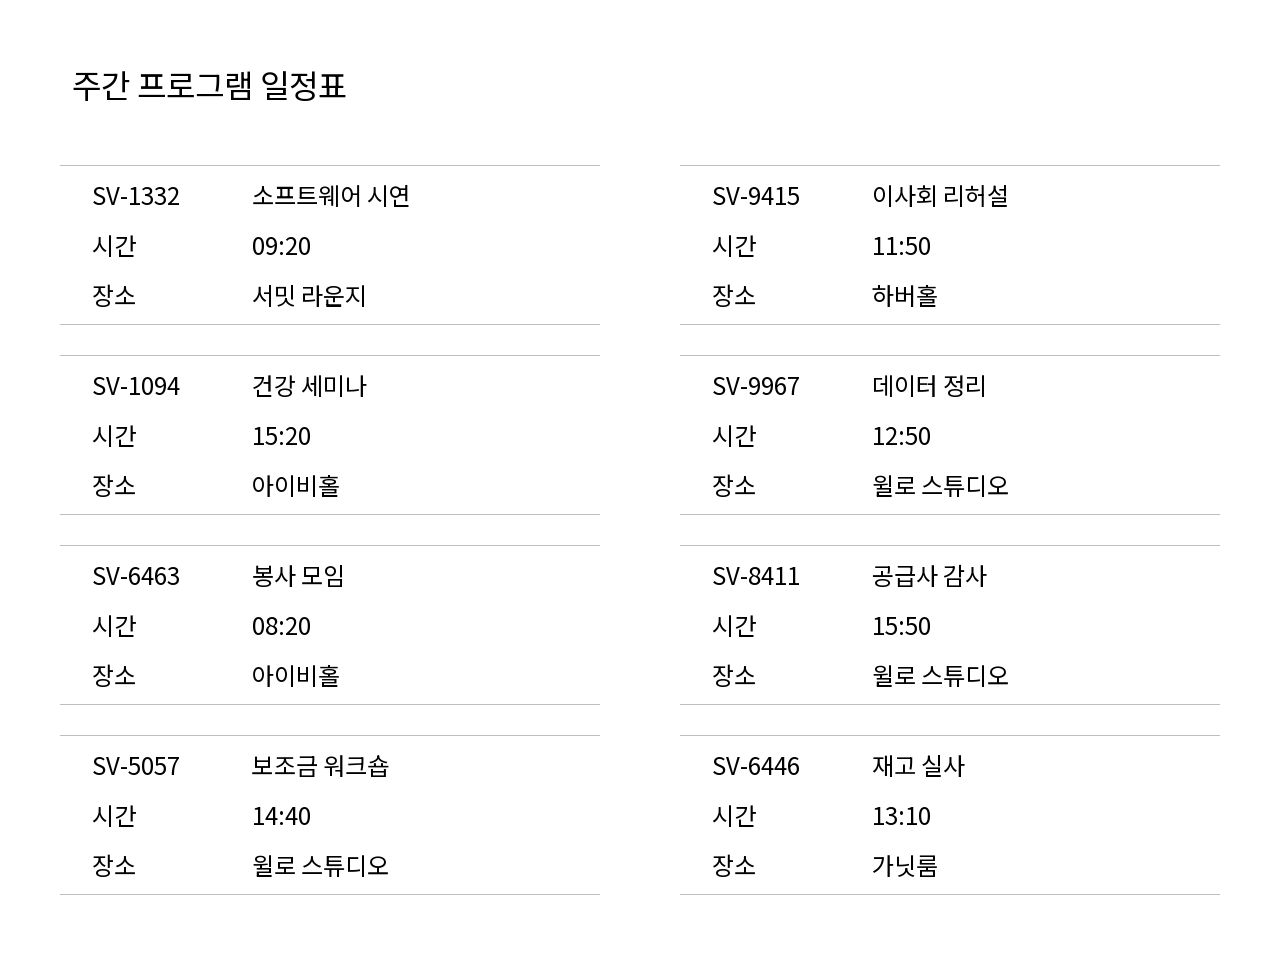 주간 프로그램 일정표
SV-1332 소프트웨어 시연
시간 09:20
장소 서밋 라운지
SV-1094 건강 세미나
시간 15:20
장소 아이비홀
SV-6463 봉사 모임
시간 08:20
장소 아이비홀
SV-5057 보조금 워크숍
시간 14:40
장소 윌로 스튜디오
SV-9415 이사회 리허설
시간 11:50
장소 하버홀
SV-9967 데이터 정리
시간 12:50
장소 윌로 스튜디오
SV-8411 공급사 감사
시간 15:50
장소 윌로 스튜디오
SV-6446 재고 실사
시간 13:10
장소 가닛룸